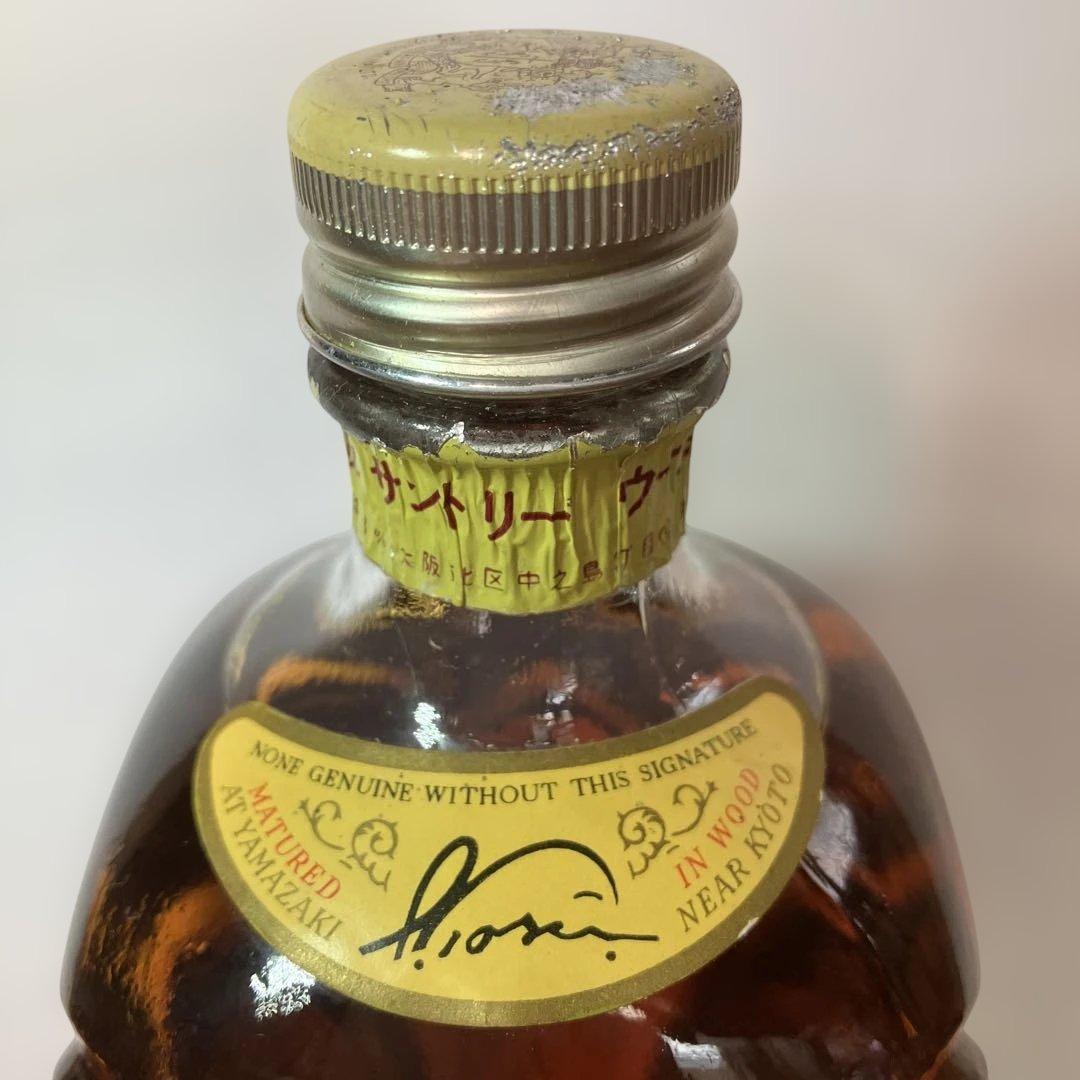 サントリー ウ
大阪北区中之島
NONE GENUINE WITHOUT THIS SIGNATURE
MATURED IN WOOD
AT YAMAZAKI NEAR KYOTO